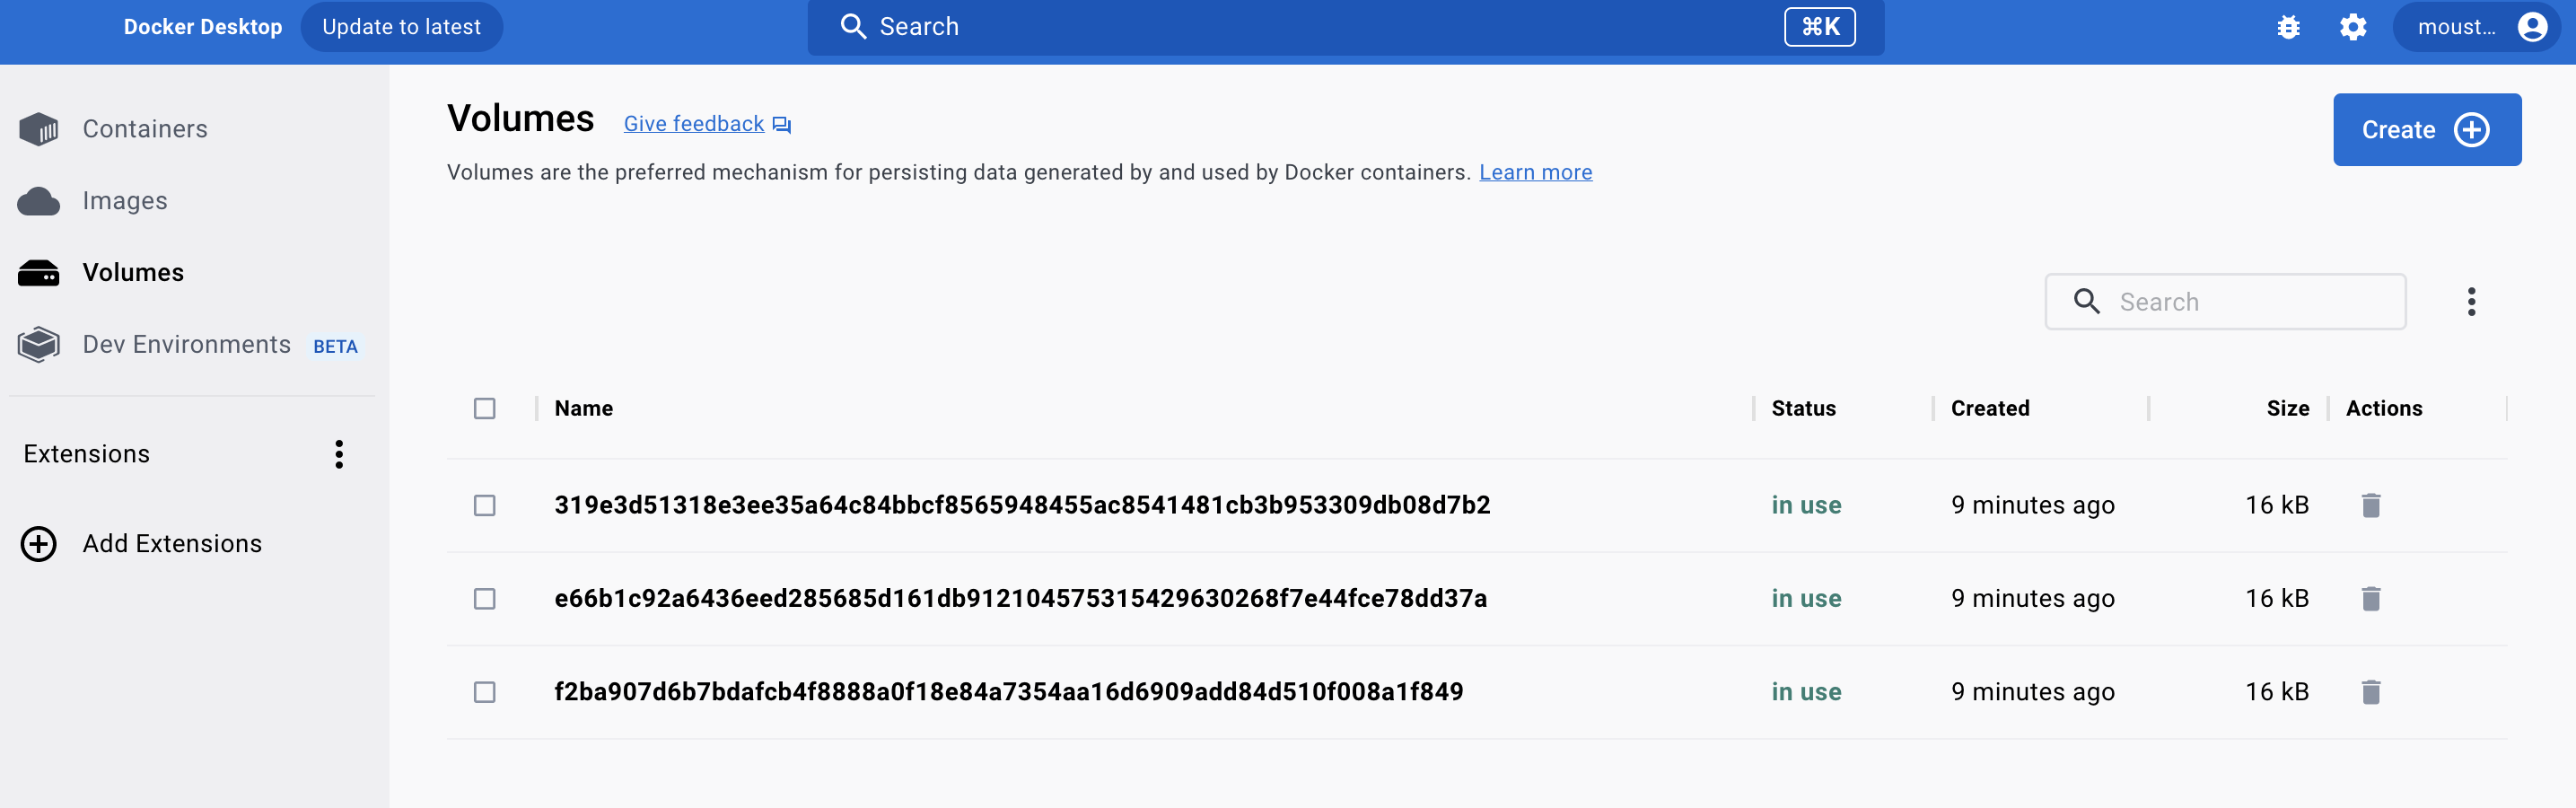 Docker Desktop Update to latest Search ⌘K moust...
Containers
Images
Volumes
Dev Environments BETA
Extensions
Add Extensions
Volumes Give feedback
Create
Volumes are the preferred mechanism for persisting data generated by and used by Docker containers. Learn more
Search
Name Status Created Size Actions
319e3d51318e3ee35a64c84bbcf8565948455ac8541481cb3b953309db08d7b2 in use 9 minutes ago 16 kB
e66b1c92a6436eed285685d161db912104575315429630268f7e44fce78dd37a in use 9 minutes ago 16 kB
f2ba907d6b7bdafcb4f8888a0f18e84a7354aa16d6909add84d510f008a1f849 in use 9 minutes ago 16 kB